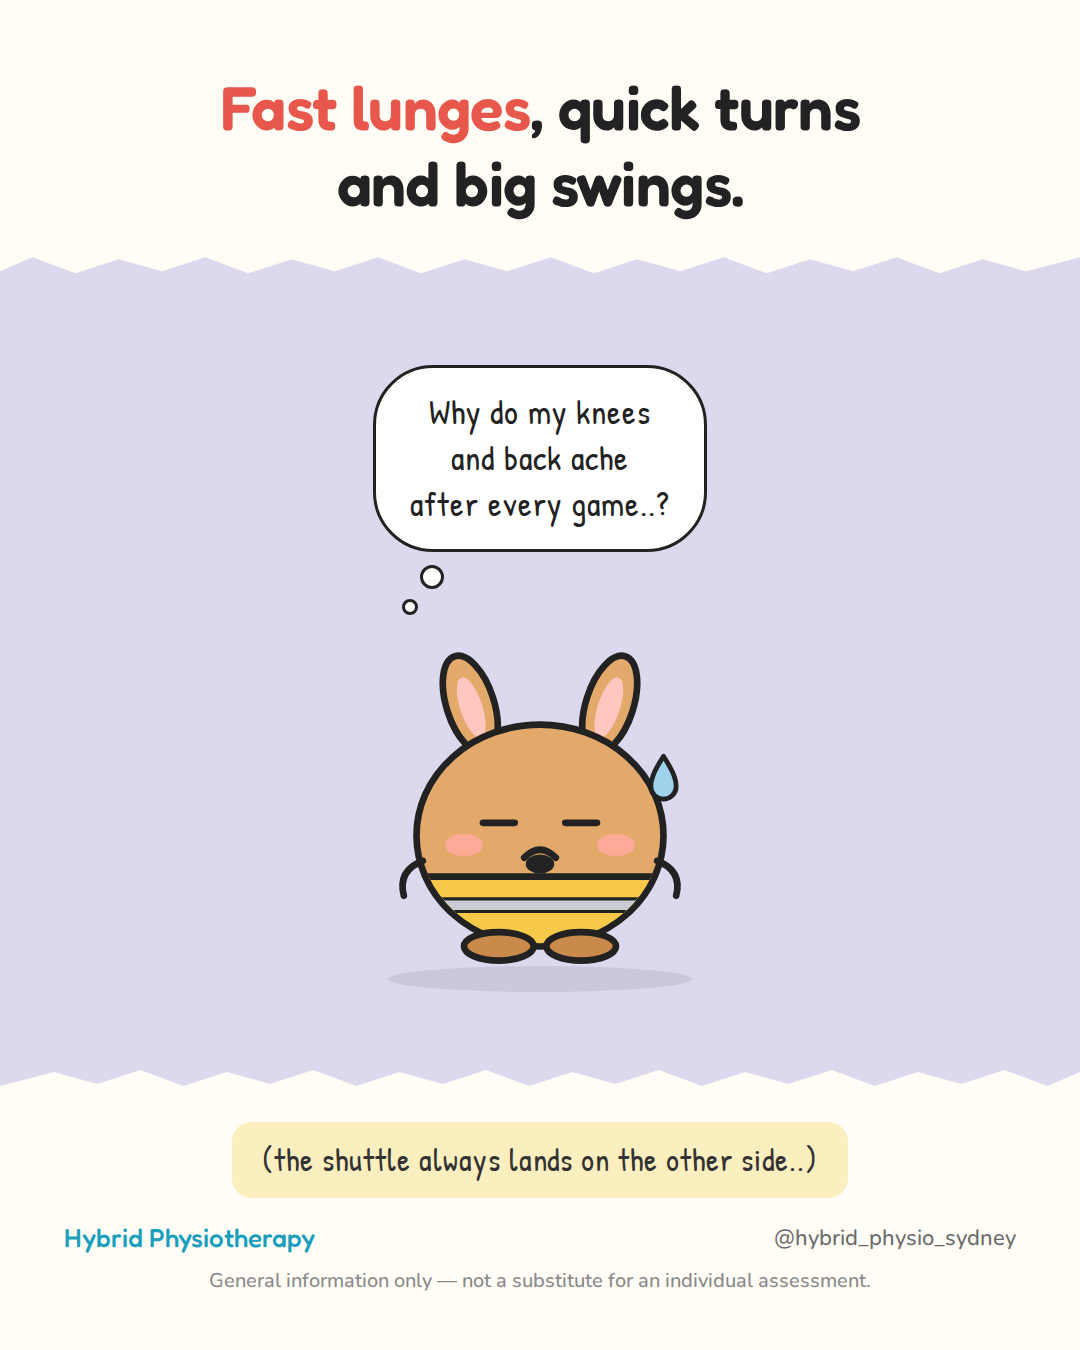 Fast lunges, quick turns
and big swings.
Why do my knees
and back ache
after every game..?
(the shuttle always lands on the other side..)
Hybrid Physiotherapy
@hybrid_physio_sydney
General information only — not a substitute for an individual assessment.